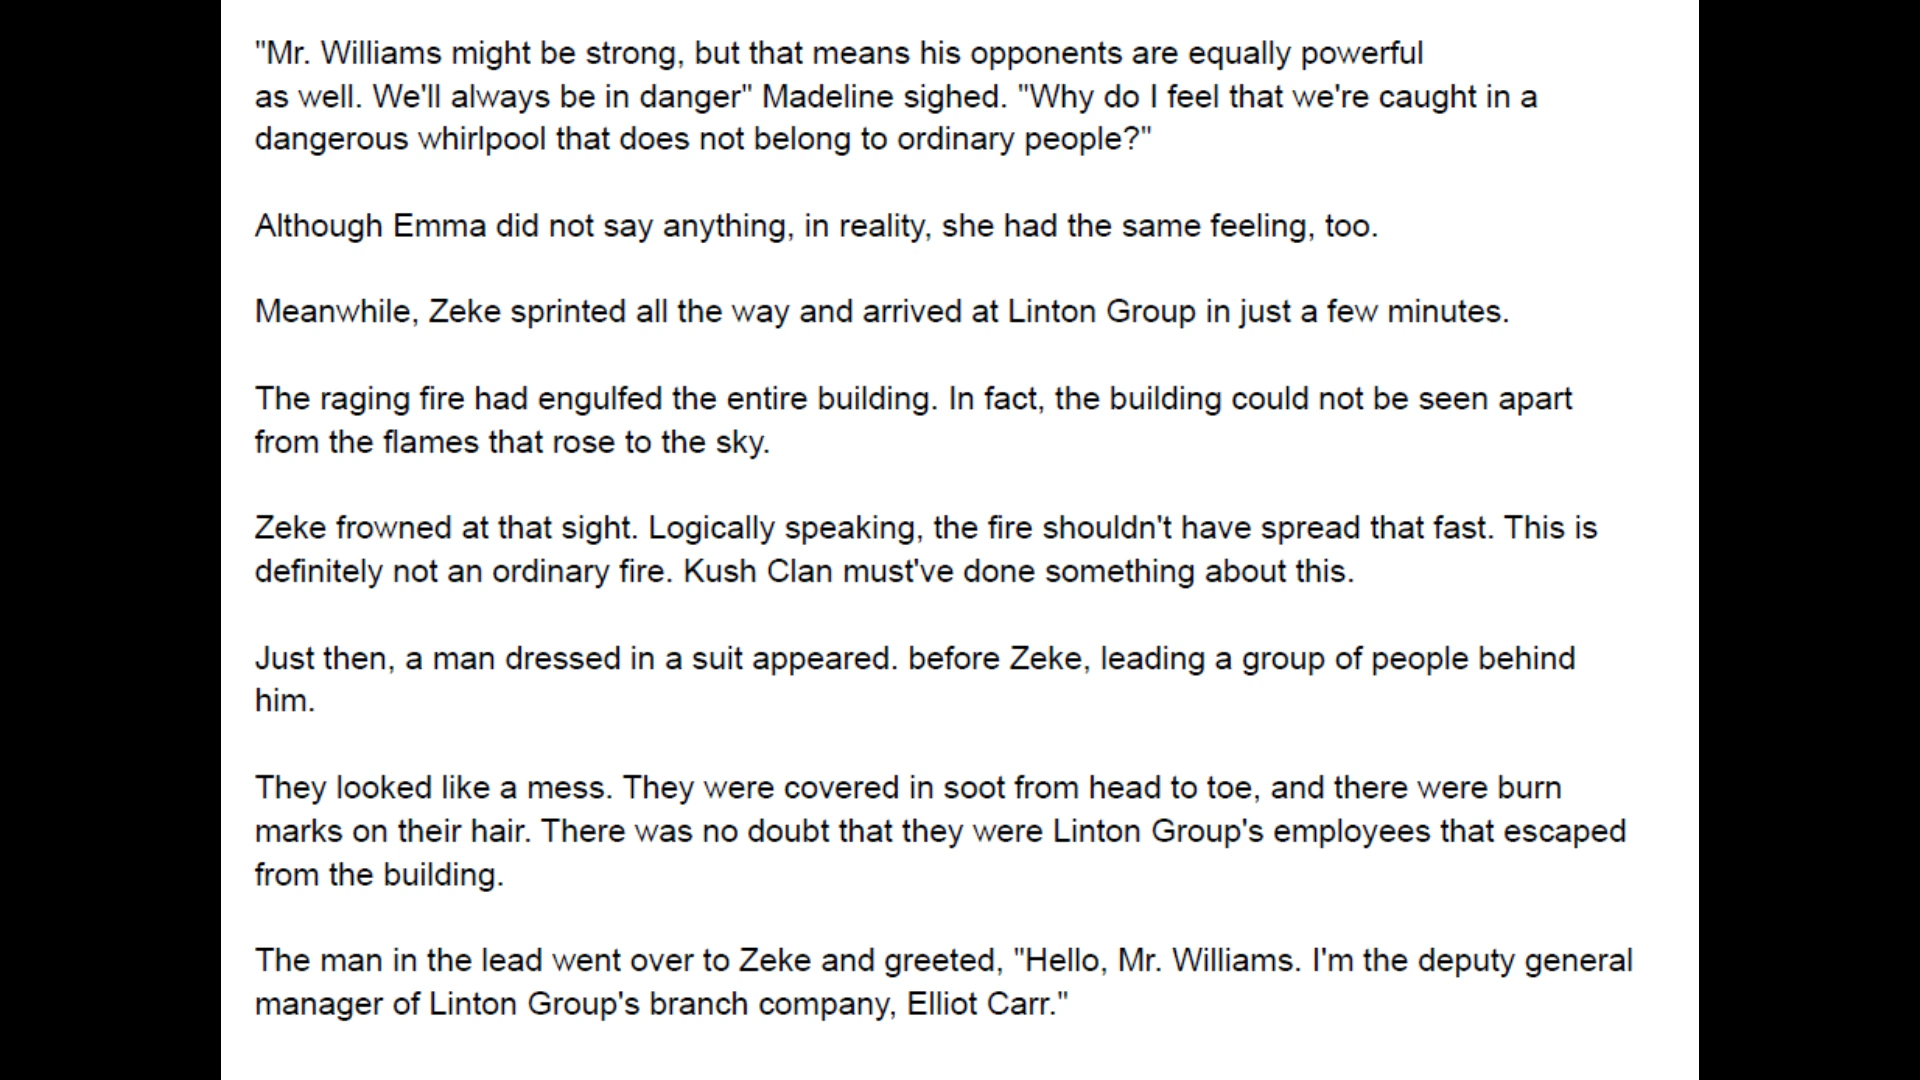 "Mr. Williams might be strong, but that means his opponents are equally powerful
as well. We'll always be in danger" Madeline sighed. "Why do I feel that we're caught in a
dangerous whirlpool that does not belong to ordinary people?"
Although Emma did not say anything, in reality, she had the same feeling, too.
Meanwhile, Zeke sprinted all the way and arrived at Linton Group in just a few minutes.
The raging fire had engulfed the entire building. In fact, the building could not be seen apart
from the flames that rose to the sky.
Zeke frowned at that sight. Logically speaking, the fire shouldn't have spread that fast. This is
definitely not an ordinary fire. Kush Clan must've done something about this.
Just then, a man dressed in a suit appeared. before Zeke, leading a group of people behind
him.
They looked like a mess. They were covered in soot from head to toe, and there were burn
marks on their hair. There was no doubt that they were Linton Group's employees that escaped
from the building.
The man in the lead went over to Zeke and greeted, "Hello, Mr. Williams. I'm the deputy general
manager of Linton Group's branch company, Elliot Carr."